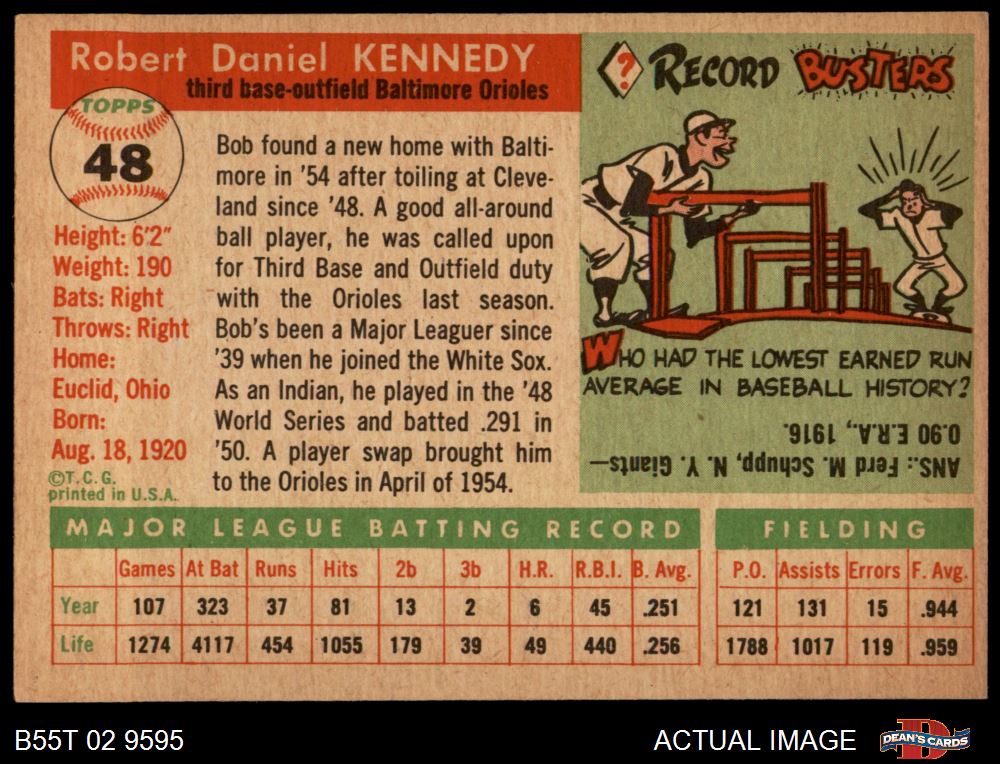 Robert Daniel KENNEDY
third base-outfield Baltimore Orioles
TOPPS
48
Height: 6'2"
Weight: 190
Bats: Right
Throws: Right
Home:
Euclid, Ohio
Born:
Aug. 18, 1920
©T.C.G.
printed in U.S.A.
Bob found a new home with Balti-
more in '54 after toiling at Cleve-
land since '48. A good all-around
ball player, he was called upon
for Third Base and Outfield duty
with the Orioles last season.
Bob's been a Major Leaguer since
'39 when he joined the White Sox.
As an Indian, he played in the '48
World Series and batted .291 in
'50. A player swap brought him
to the Orioles in April of 1954.
? RECORD BUSTERS
WHO HAD THE LOWEST EARNED RUN
AVERAGE IN BASEBALL HISTORY?
ANS.: Ferd M. Schupp, N. Y. Giants—
0.90 E.R.A., 1916.
MAJOR LEAGUE BATTING RECORD
Games At Bat Runs Hits 2b 3b H.R. R.B.I. B. Avg.
Year 107 323 37 81 13 2 6 45 .251
Life 1274 4117 454 1055 179 39 49 440 .256
FIELDING
P.O. Assists Errors F. Avg.
121 131 15 .944
1788 1017 119 .959
B55T 02 9595
ACTUAL IMAGE
D
DEAN'S CARDS